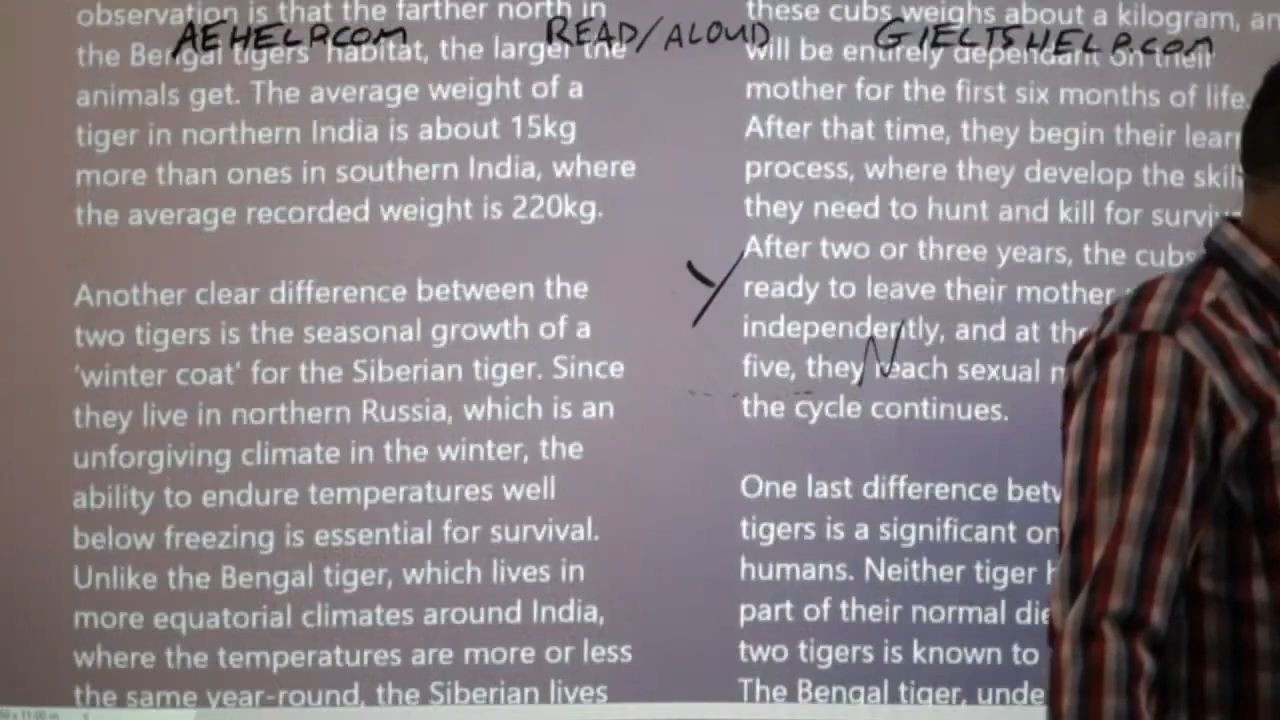 AEHELP.COM
READ/ALOUD
GIELTSHELP.COM
observation is that the farther north in
the Bengal tigers' habitat, the larger the
animals get. The average weight of a
tiger in northern India is about 15kg
more than ones in southern India, where
the average recorded weight is 220kg.
Another clear difference between the
two tigers is the seasonal growth of a
'winter coat' for the Siberian tiger. Since
they live in northern Russia, which is an
unforgiving climate in the winter, the
ability to endure temperatures well
below freezing is essential for survival.
Unlike the Bengal tiger, which lives in
more equatorial climates around India,
where the temperatures are more or less
the same year-round, the Siberian lives
these cubs weighs about a kilogram,
will be entirely dependant on their
mother for the first six months of life.
After that time, they begin their
process, where they develop the
they need to hunt and kill for
After two or three years, the cubs
ready to leave their mother
independently, and at
five, they reach sexual
the cycle continues.
One last difference
tigers is a significant
humans. Neither tiger
part of their normal
two tigers is known to
The Bengal tiger,
Y
N